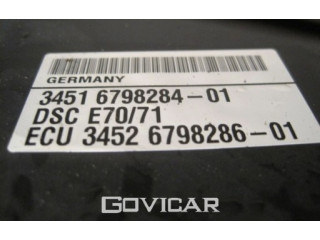 GERMANY
3451 6798284-01
DSC E70/71
ECU 3452 6798286-01
GOVICAR